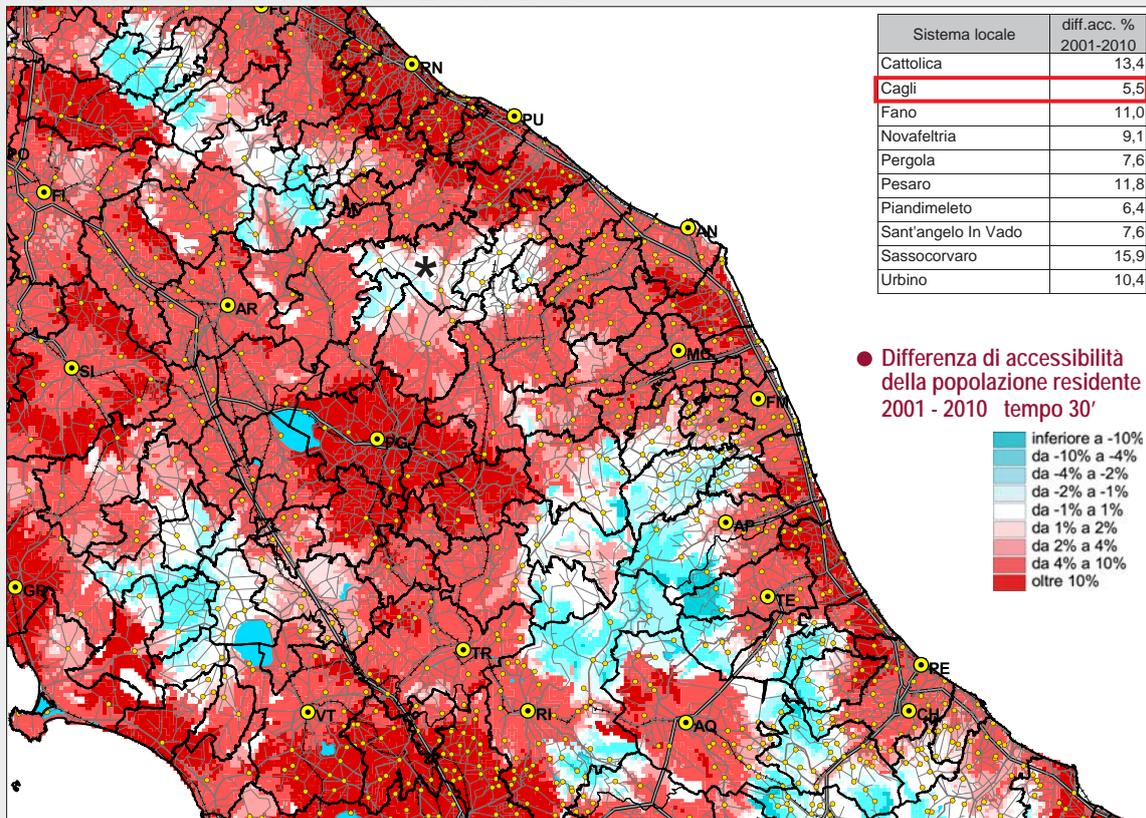 FC
RN
PU
PO
FI
AN
*
AR
MC
SI
FM
PG
AP
GR
TE
TR
PE
VT
RI
AQ
CH
Sistema locale
diff.acc. %
2001-2010
Cattolica 13,4
Cagli 5,5
Fano 11,0
Novafeltria 9,1
Pergola 7,6
Pesaro 11,8
Piandimeleto 6,4
Sant'angelo In Vado 7,6
Sassocorvaro 15,9
Urbino 10,4
● Differenza di accessibilità
della popolazione residente
2001 - 2010 tempo 30'
inferiore a -10%
da -10% a -4%
da -4% a -2%
da -2% a -1%
da -1% a 1%
da 1% a 2%
da 2% a 4%
da 4% a 10%
oltre 10%